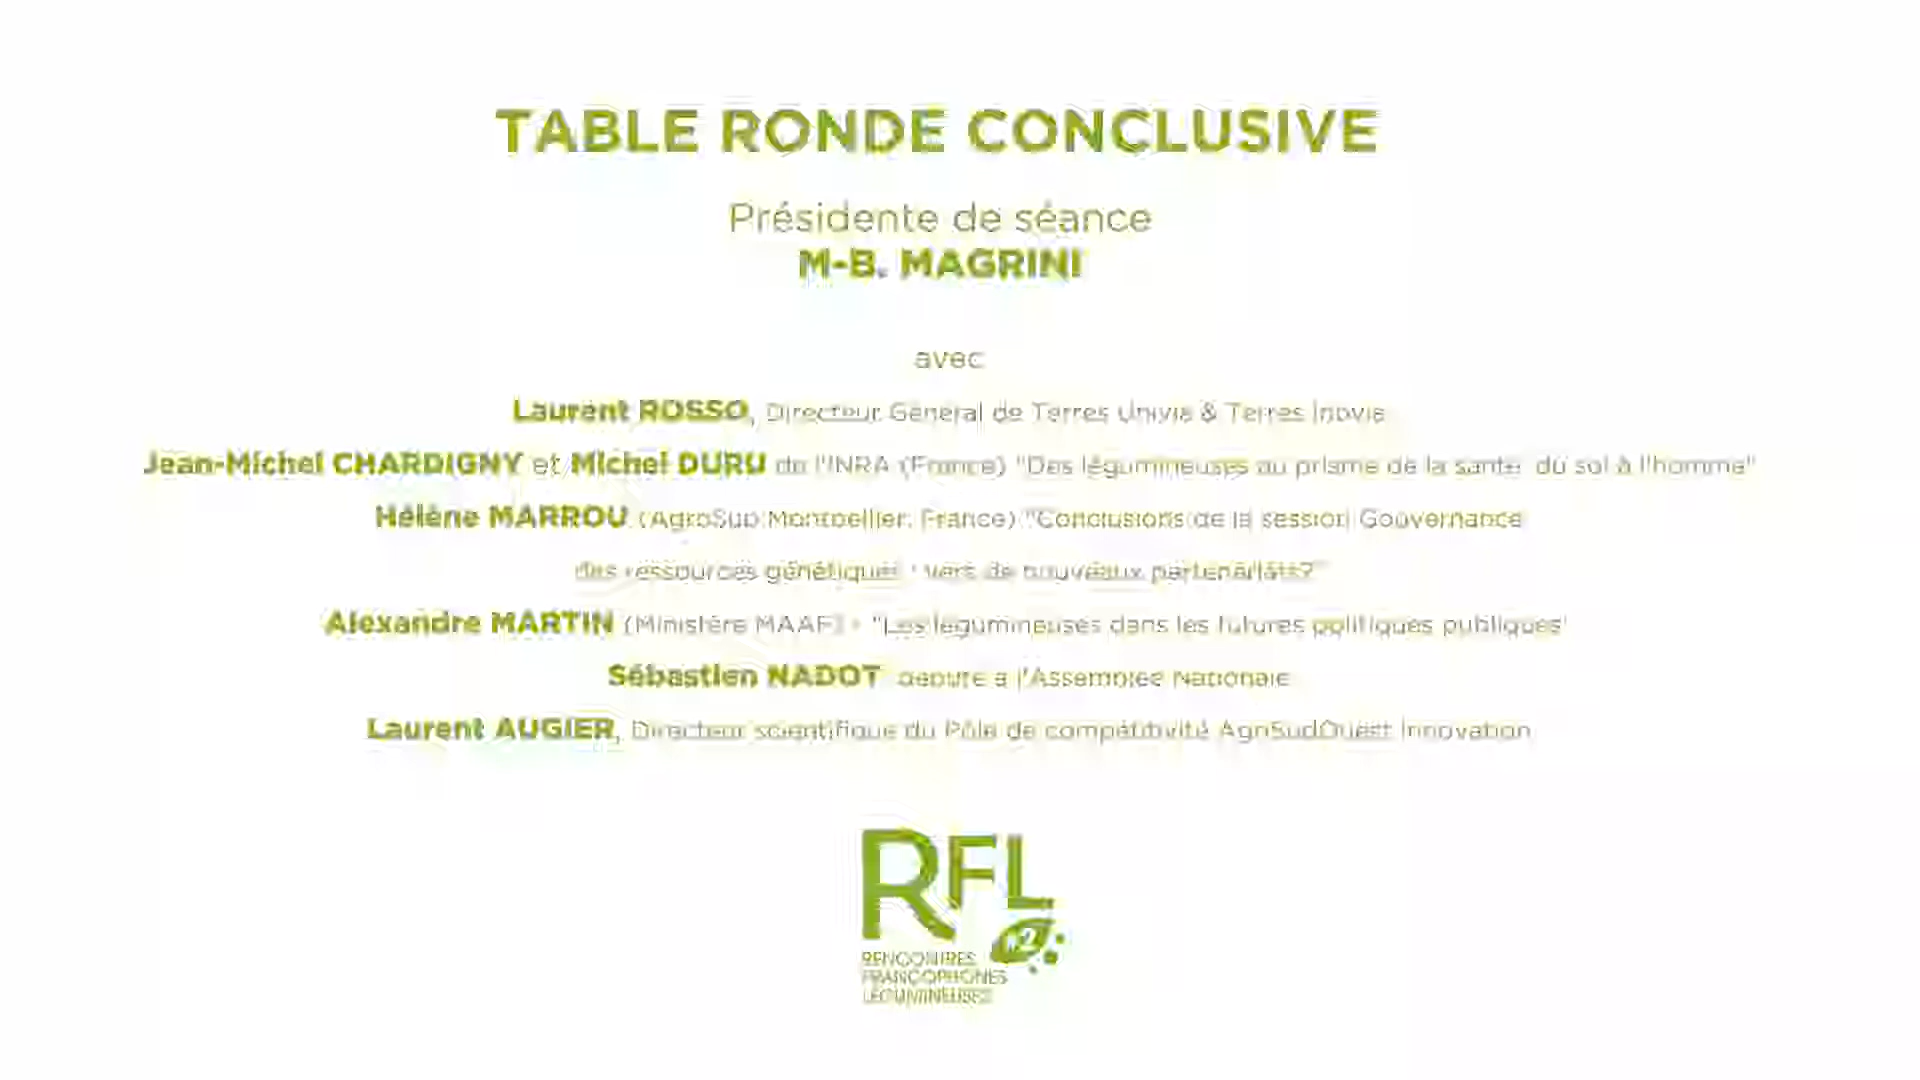 TABLE RONDE CONCLUSIVE
Présidente de séance
M-B. MAGRINI
avec
Laurent ROSSO, Directeur Général de Terres Univia & Terres Inovia
Jean-Michel CHARDIGNY et Michel DURU de l'INRA (France) "Des légumineuses au prisme de la santé du sol à l'homme"
Hélène MARROU (AgroSup Montpellier, France) "Conclusions de la session Gouvernance
des ressources génétiques : vers de nouveaux partenariats?"
Alexandre MARTIN (Ministère MAAF) - "Les légumineuses dans les futures politiques publiques"
Sébastien NADOT député à l'Assemblée Nationale
Laurent AUGIER, Directeur scientifique du Pôle de compétitivité AgriSudOuest Innovation
RFL
#2
RENCONTRES
FRANCOPHONES
LÉGUMINEUSES